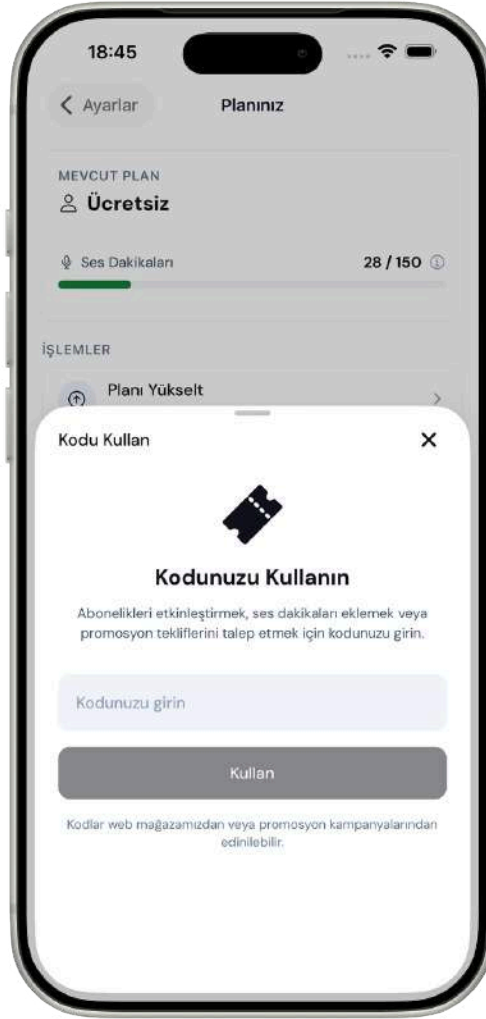 18:45
Ayarlar
Planınız
MEVCUT PLAN
Ücretsiz
Ses Dakikaları
28 / 150
İŞLEMLER
Planı Yükselt
Kodu Kullan
Kodunuzu Kullanın
Abonelikleri etkinleştirmek, ses dakikaları eklemek veya
promosyon tekliflerini talep etmek için kodunuzu girin.
Kodunuzu girin
Kullan
Kodlar web mağazamızdan veya promosyon kampanyalarından
edinilebilir.